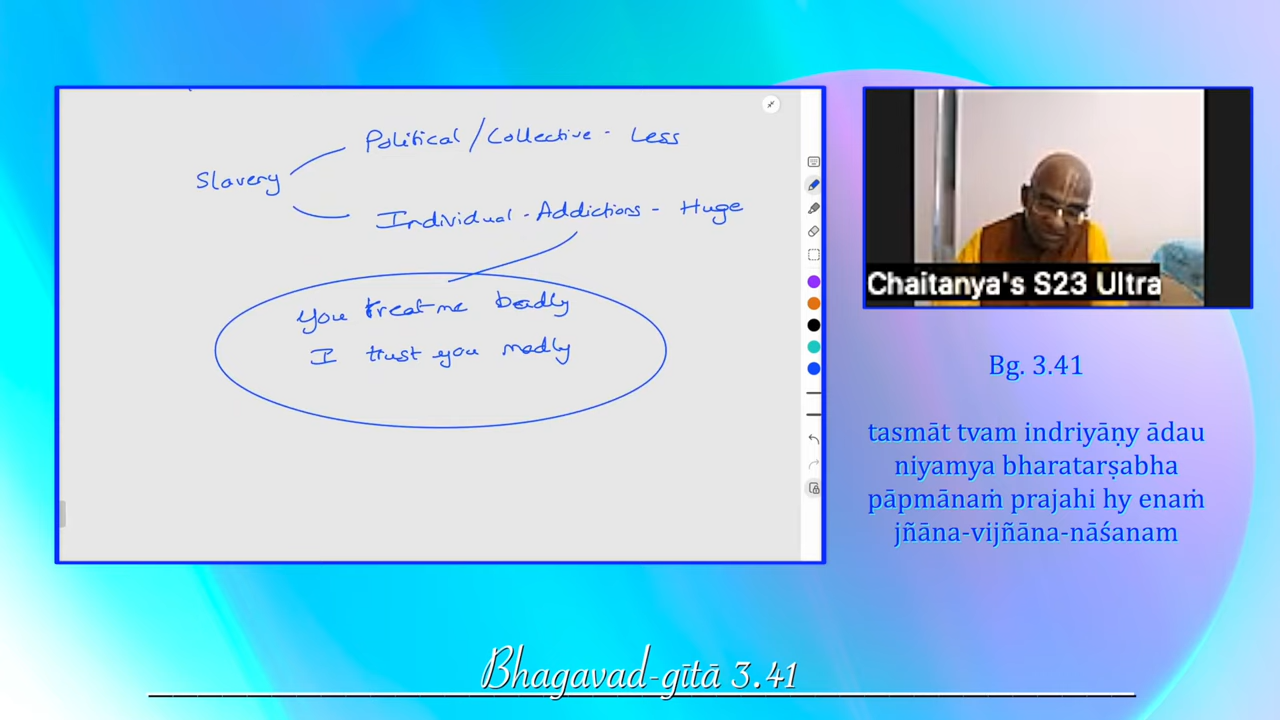 Political / Collective - Less
Slavery
Individual - Addictions - Huge
You treat me badly
I trust you madly
Chaitanya's S23 Ultra
Bg. 3.41
tasmāt tvam indriyāṇy ādau
niyamya bharatarṣabha
pāpmānaṁ prajahi hy enaṁ
jñāna-vijñāna-nāśanam
Bhagavad-gītā 3.41